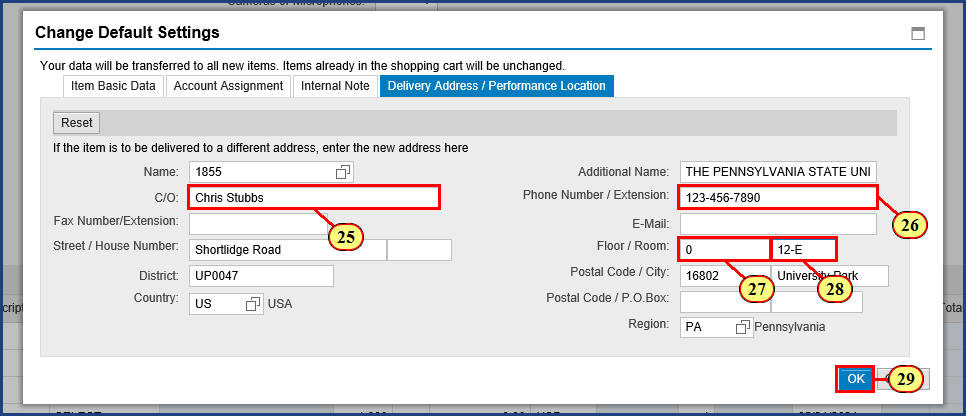 Cameras or Microphones:
Change Default Settings
Your data will be transferred to all new items. Items already in the shopping cart will be unchanged.
Item Basic Data Account Assignment Internal Note Delivery Address / Performance Location
Reset
If the item is to be delivered to a different address, enter the new address here
Name: 1855 Additional Name: THE PENNSYLVANIA STATE UNI
C/O: Chris Stubbs Phone Number / Extension: 123-456-7890
26
Fax Number/Extension: E-Mail:
25
Street / House Number: Shortlidge Road Floor / Room: 0 12-E
District: UP0047 Postal Code / City: 16802 University Park
27 28
Country: US USA Postal Code / P.O.Box:
Region: PA Pennsylvania
OK 29